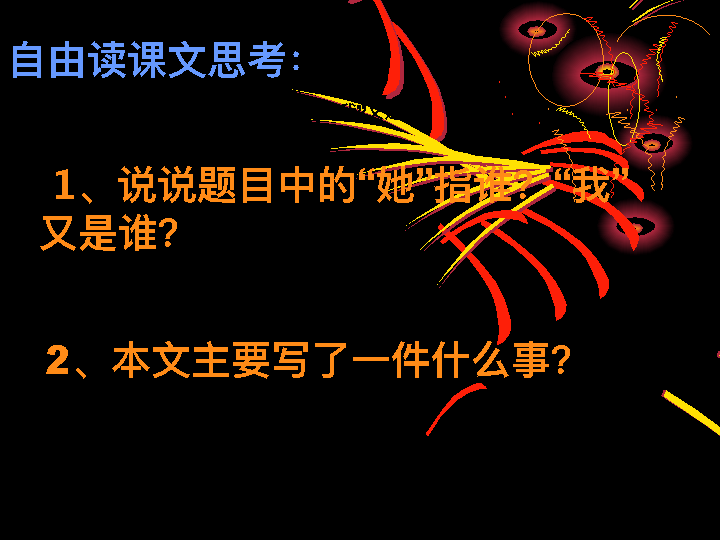 自由读课文思考：
1、说说题目中的“她”指谁？“我”
又是谁？
2、本文主要写了一件什么事？